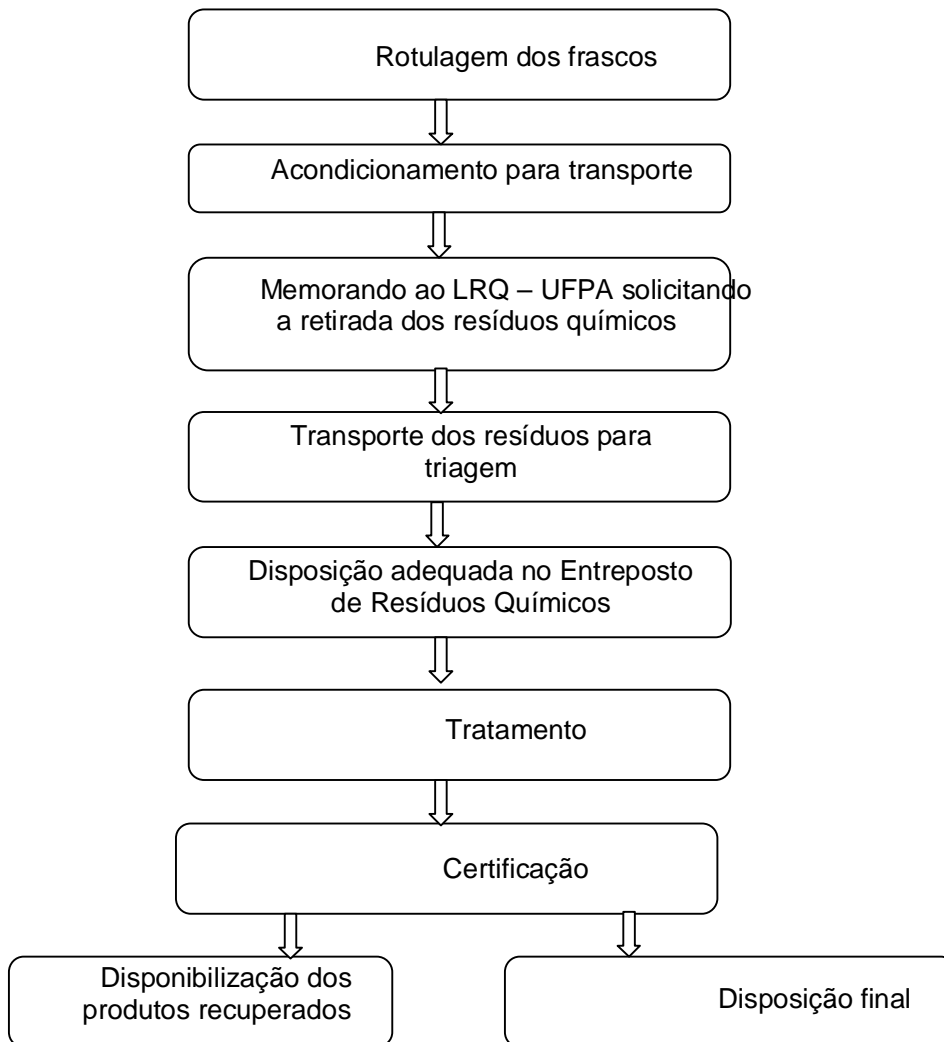 Rotulagem dos frascos
Acondicionamento para transporte
Memorando ao LRQ – UFPA solicitando
a retirada dos resíduos químicos
Transporte dos resíduos para
triagem
Disposição adequada no Entreposto
de Resíduos Químicos
Tratamento
Certificação
Disponibilização dos
produtos recuperados
Disposição final